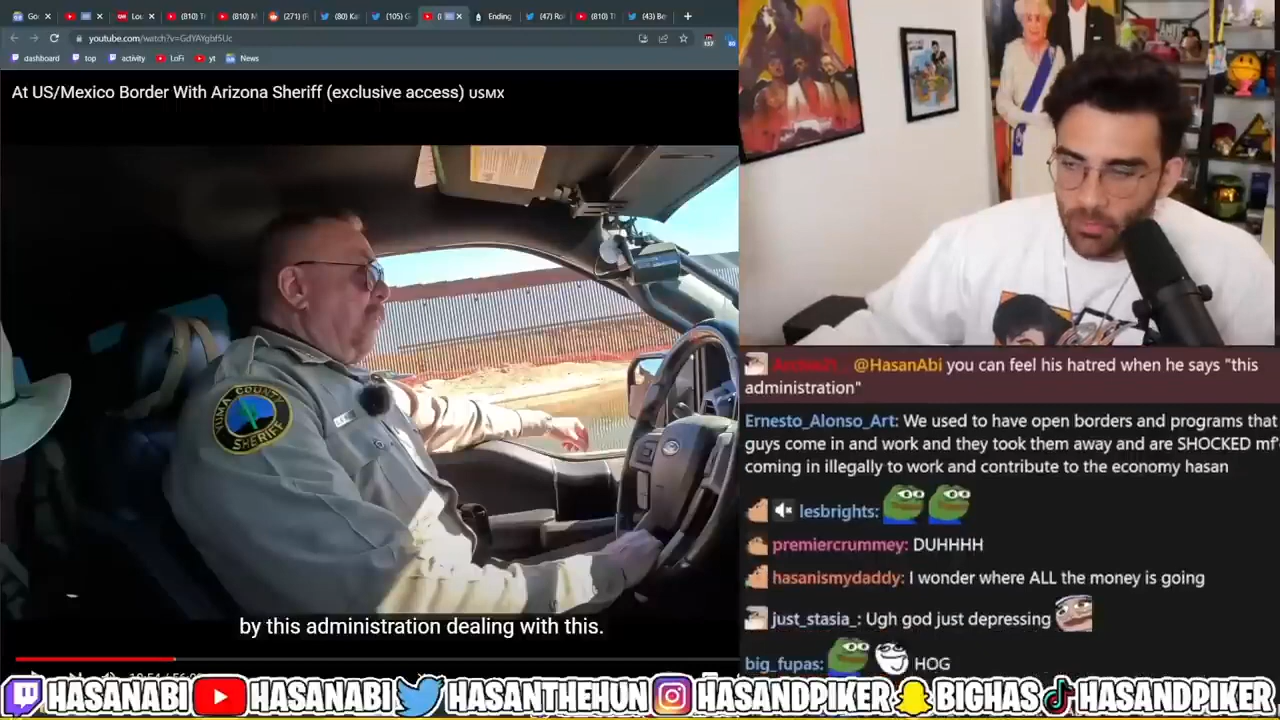 youtube.com/watch?v=GdYAYgbf5Uc
dashboard top activity LoFi yt News
At US/Mexico Border With Arizona Sheriff (exclusive access) USMX
YUMA COUNTY
SHERIFF
by this administration dealing with this.
@HasanAbi you can feel his hatred when he says "this
administration"
Ernesto_Alonso_Art: We used to have open borders and programs that
guys come in and work and they took them away and are SHOCKED mf'
coming in illegally to work and contribute to the economy hasan
lesbrights:
premiercrummey: DUHHHH
hasanismydaddy: I wonder where ALL the money is going
just_stasia_: Ugh god just depressing
big_fupas: HOG
HASANABI HASANABI HASANTHEHUN HASANDPIKER BIGHAS HASANDPIKER